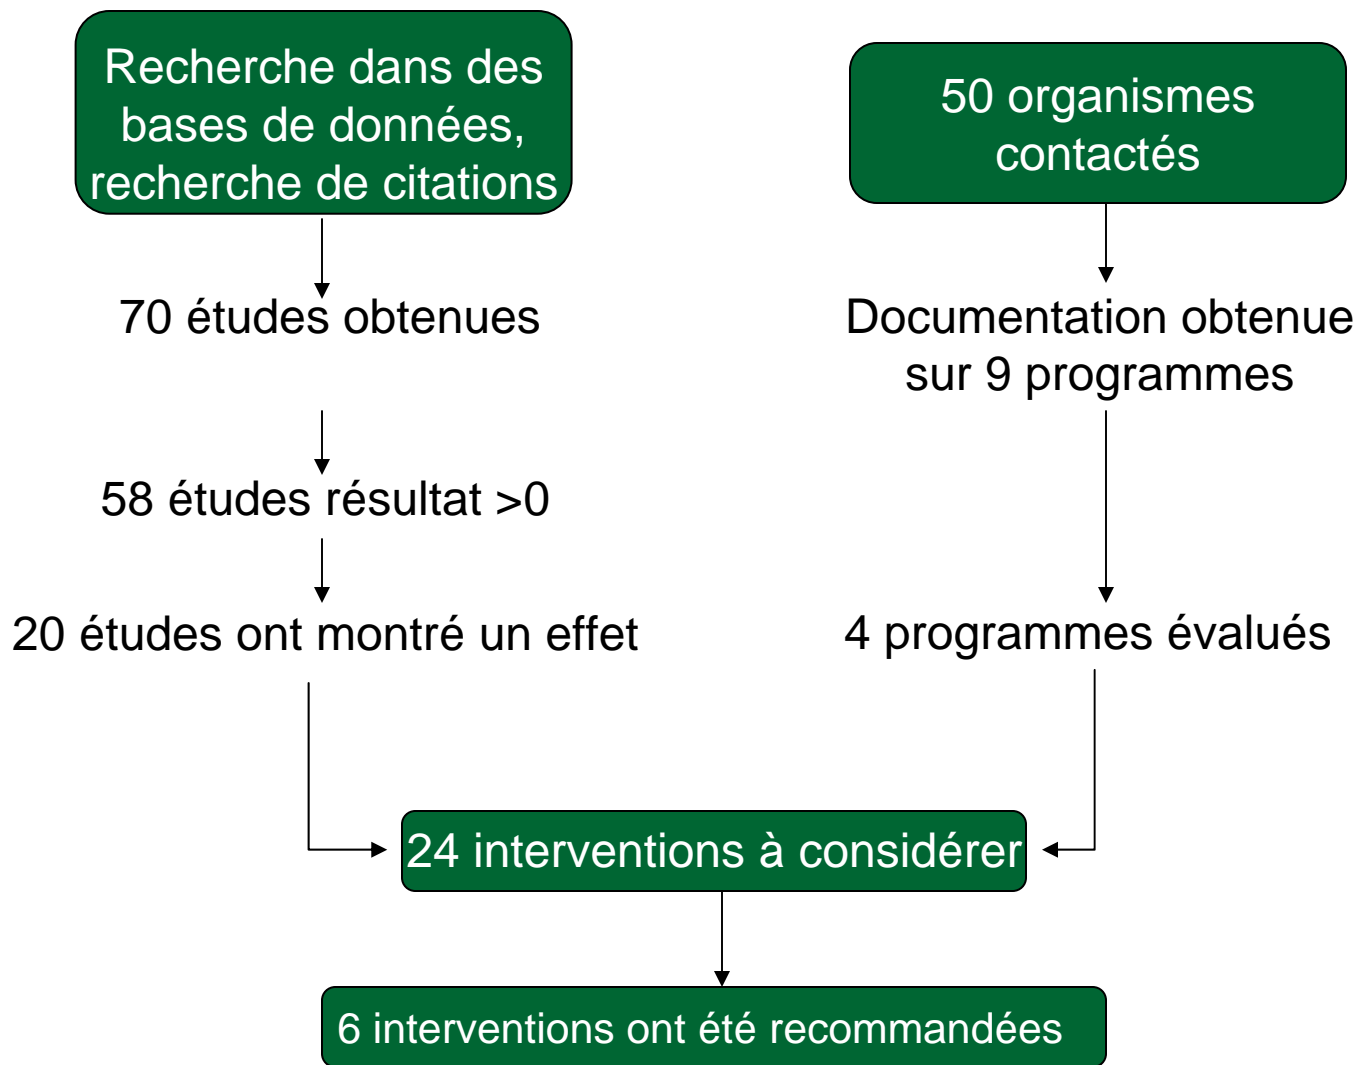 Recherche dans des
bases de données,
recherche de citations
50 organismes
contactés
70 études obtenues
Documentation obtenue
sur 9 programmes
58 études résultat >0
20 études ont montré un effet
4 programmes évalués
24 interventions à considérer
6 interventions ont été recommandées